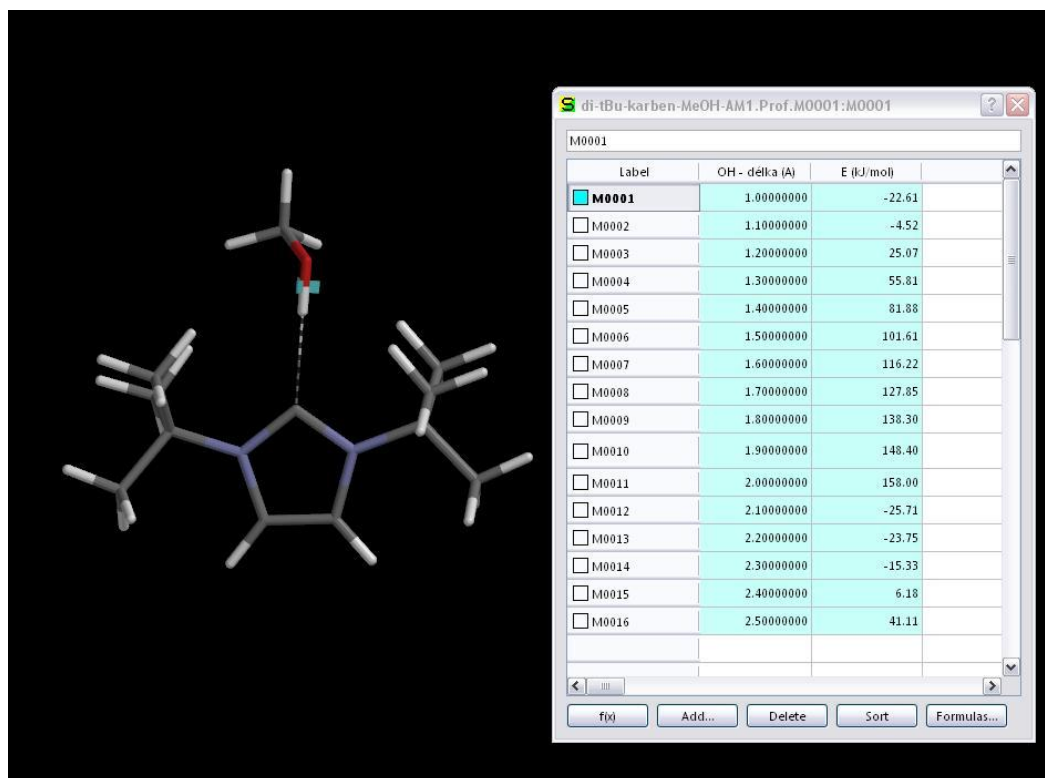 S di-tBu-karben-MeOH-AM1.Prof.M0001:M0001 ?
M0001
Label OH - délka (A) E (kJ/mol)
M0001 1.00000000 -22.61
M0002 1.10000000 -4.52
M0003 1.20000000 25.07
M0004 1.30000000 55.81
M0005 1.40000000 81.88
M0006 1.50000000 101.61
M0007 1.60000000 116.22
M0008 1.70000000 127.85
M0009 1.80000000 138.30
M0010 1.90000000 148.40
M0011 2.00000000 158.00
M0012 2.10000000 -25.71
M0013 2.20000000 -23.75
M0014 2.30000000 -15.33
M0015 2.40000000 6.18
M0016 2.50000000 41.11
f(x) Add... Delete Sort Formulas...